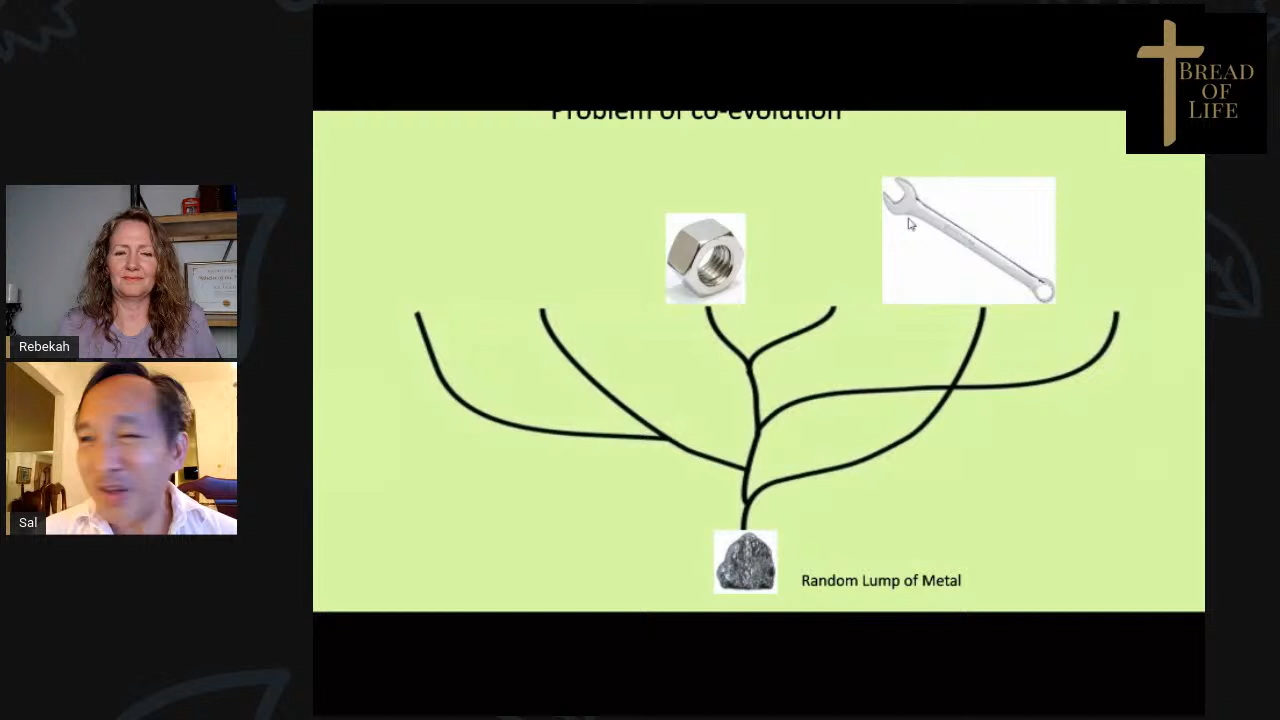 BREAD
OF
LIFE
Problem of co-evolution
Rebekah
Sal
Random Lump of Metal